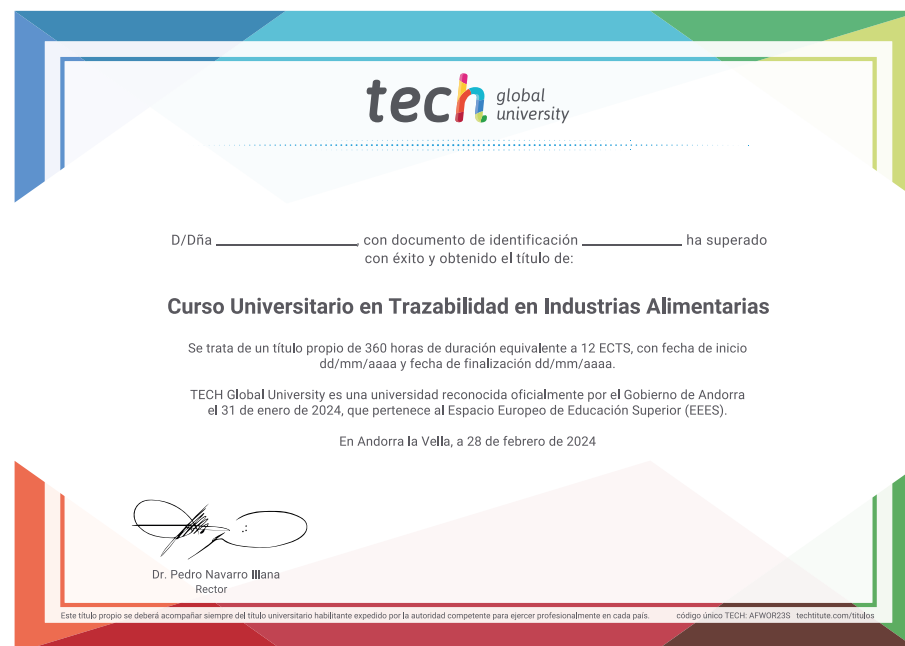 tech global university
D/Dña ____________, con documento de identificación ____________ ha superado
con éxito y obtenido el título de:
Curso Universitario en Trazabilidad en Industrias Alimentarias
Se trata de un título propio de 360 horas de duración equivalente a 12 ECTS, con fecha de inicio
dd/mm/aaaa y fecha de finalización dd/mm/aaaa.
TECH Global University es una universidad reconocida oficialmente por el Gobierno de Andorra
el 31 de enero de 2024, que pertenece al Espacio Europeo de Educación Superior (EEES).
En Andorra la Vella, a 28 de febrero de 2024
Dr. Pedro Navarro Illana
Rector
Este título propio se deberá acompañar siempre del título universitario habilitante expedido por la autoridad competente para ejercer profesionalmente en cada país. código único TECH: AFWOR23S techtitute.com/titulos